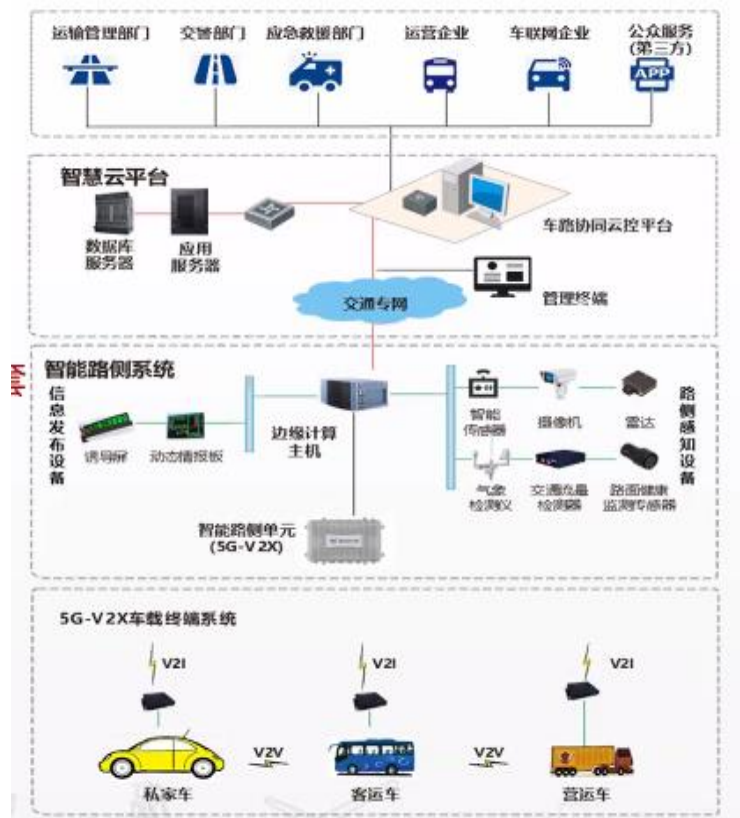 运输管理部门 交警部门 应急救援部门 运营企业 车联网企业 公众服务
(第三方)
APP
智慧云平台
车路协同云控平台
数据库
服务器
应用
服务器
交通专网
管理终端
智能路侧系统
信息发布设备
诱导屏
动态情报板
边缘计算
主机
智能
传感器
摄像机
雷达
气象
检测仪
交通流量
检测器
路面健康
监测传感器
路侧感知设备
智能路侧单元
(5G-V2X)
5G-V2X车载终端系统
V2I
V2I
V2I
V2V
V2V
私家车
客运车
营运车